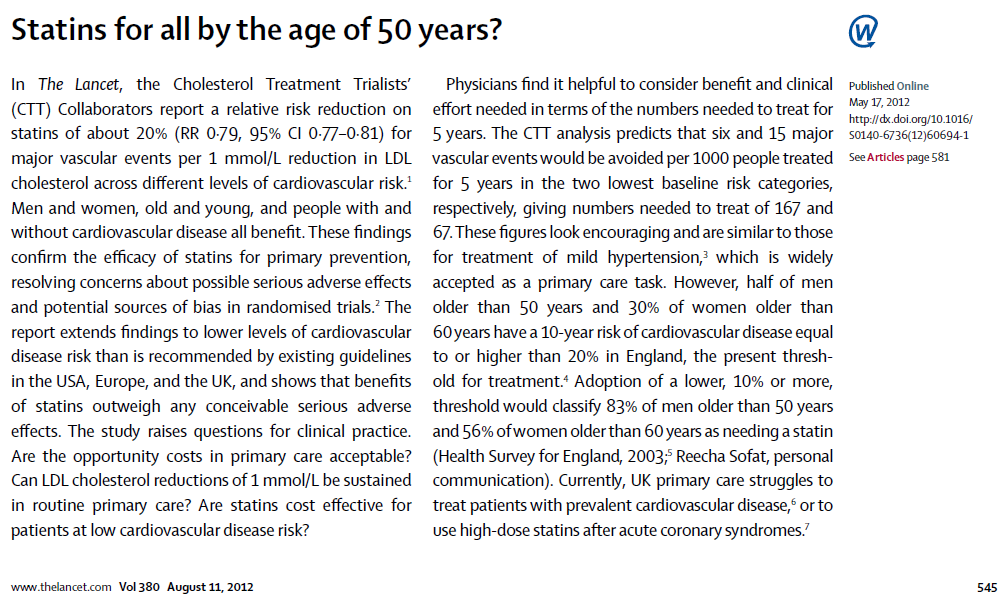 Statins for all by the age of 50 years?
In The Lancet, the Cholesterol Treatment Trialists’
(CTT) Collaborators report a relative risk reduction on
statins of about 20% (RR 0·79, 95% CI 0·77–0·81) for
major vascular events per 1 mmol/L reduction in LDL
cholesterol across different levels of cardiovascular risk.1
Men and women, old and young, and people with and
without cardiovascular disease all benefit. These findings
confirm the efficacy of statins for primary prevention,
resolving concerns about possible serious adverse effects
and potential sources of bias in randomised trials.2 The
report extends findings to lower levels of cardiovascular
disease risk than is recommended by existing guidelines
in the USA, Europe, and the UK, and shows that benefits
of statins outweigh any conceivable serious adverse
effects. The study raises questions for clinical practice.
Are the opportunity costs in primary care acceptable?
Can LDL cholesterol reductions of 1 mmol/L be sustained
in routine primary care? Are statins cost effective for
patients at low cardiovascular disease risk?
Physicians find it helpful to consider benefit and clinical
effort needed in terms of the numbers needed to treat for
5 years. The CTT analysis predicts that six and 15 major
vascular events would be avoided per 1000 people treated
for 5 years in the two lowest baseline risk categories,
respectively, giving numbers needed to treat of 167 and
67. These figures look encouraging and are similar to those
for treatment of mild hypertension,3 which is widely
accepted as a primary care task. However, half of men
older than 50 years and 30% of women older than
60 years have a 10-year risk of cardiovascular disease equal
to or higher than 20% in England, the present thresh-
old for treatment.4 Adoption of a lower, 10% or more,
threshold would classify 83% of men older than 50 years
and 56% of women older than 60 years as needing a statin
(Health Survey for England, 2003;5 Reecha Sofat, personal
communication). Currently, UK primary care struggles to
treat patients with prevalent cardiovascular disease,6 or to
use high-dose statins after acute coronary syndromes.7
W
Published Online
May 17, 2012
http://dx.doi.org/10.1016/
S0140-6736(12)60694-1
See Articles page 581
www.thelancet.com Vol 380 August 11, 2012
545